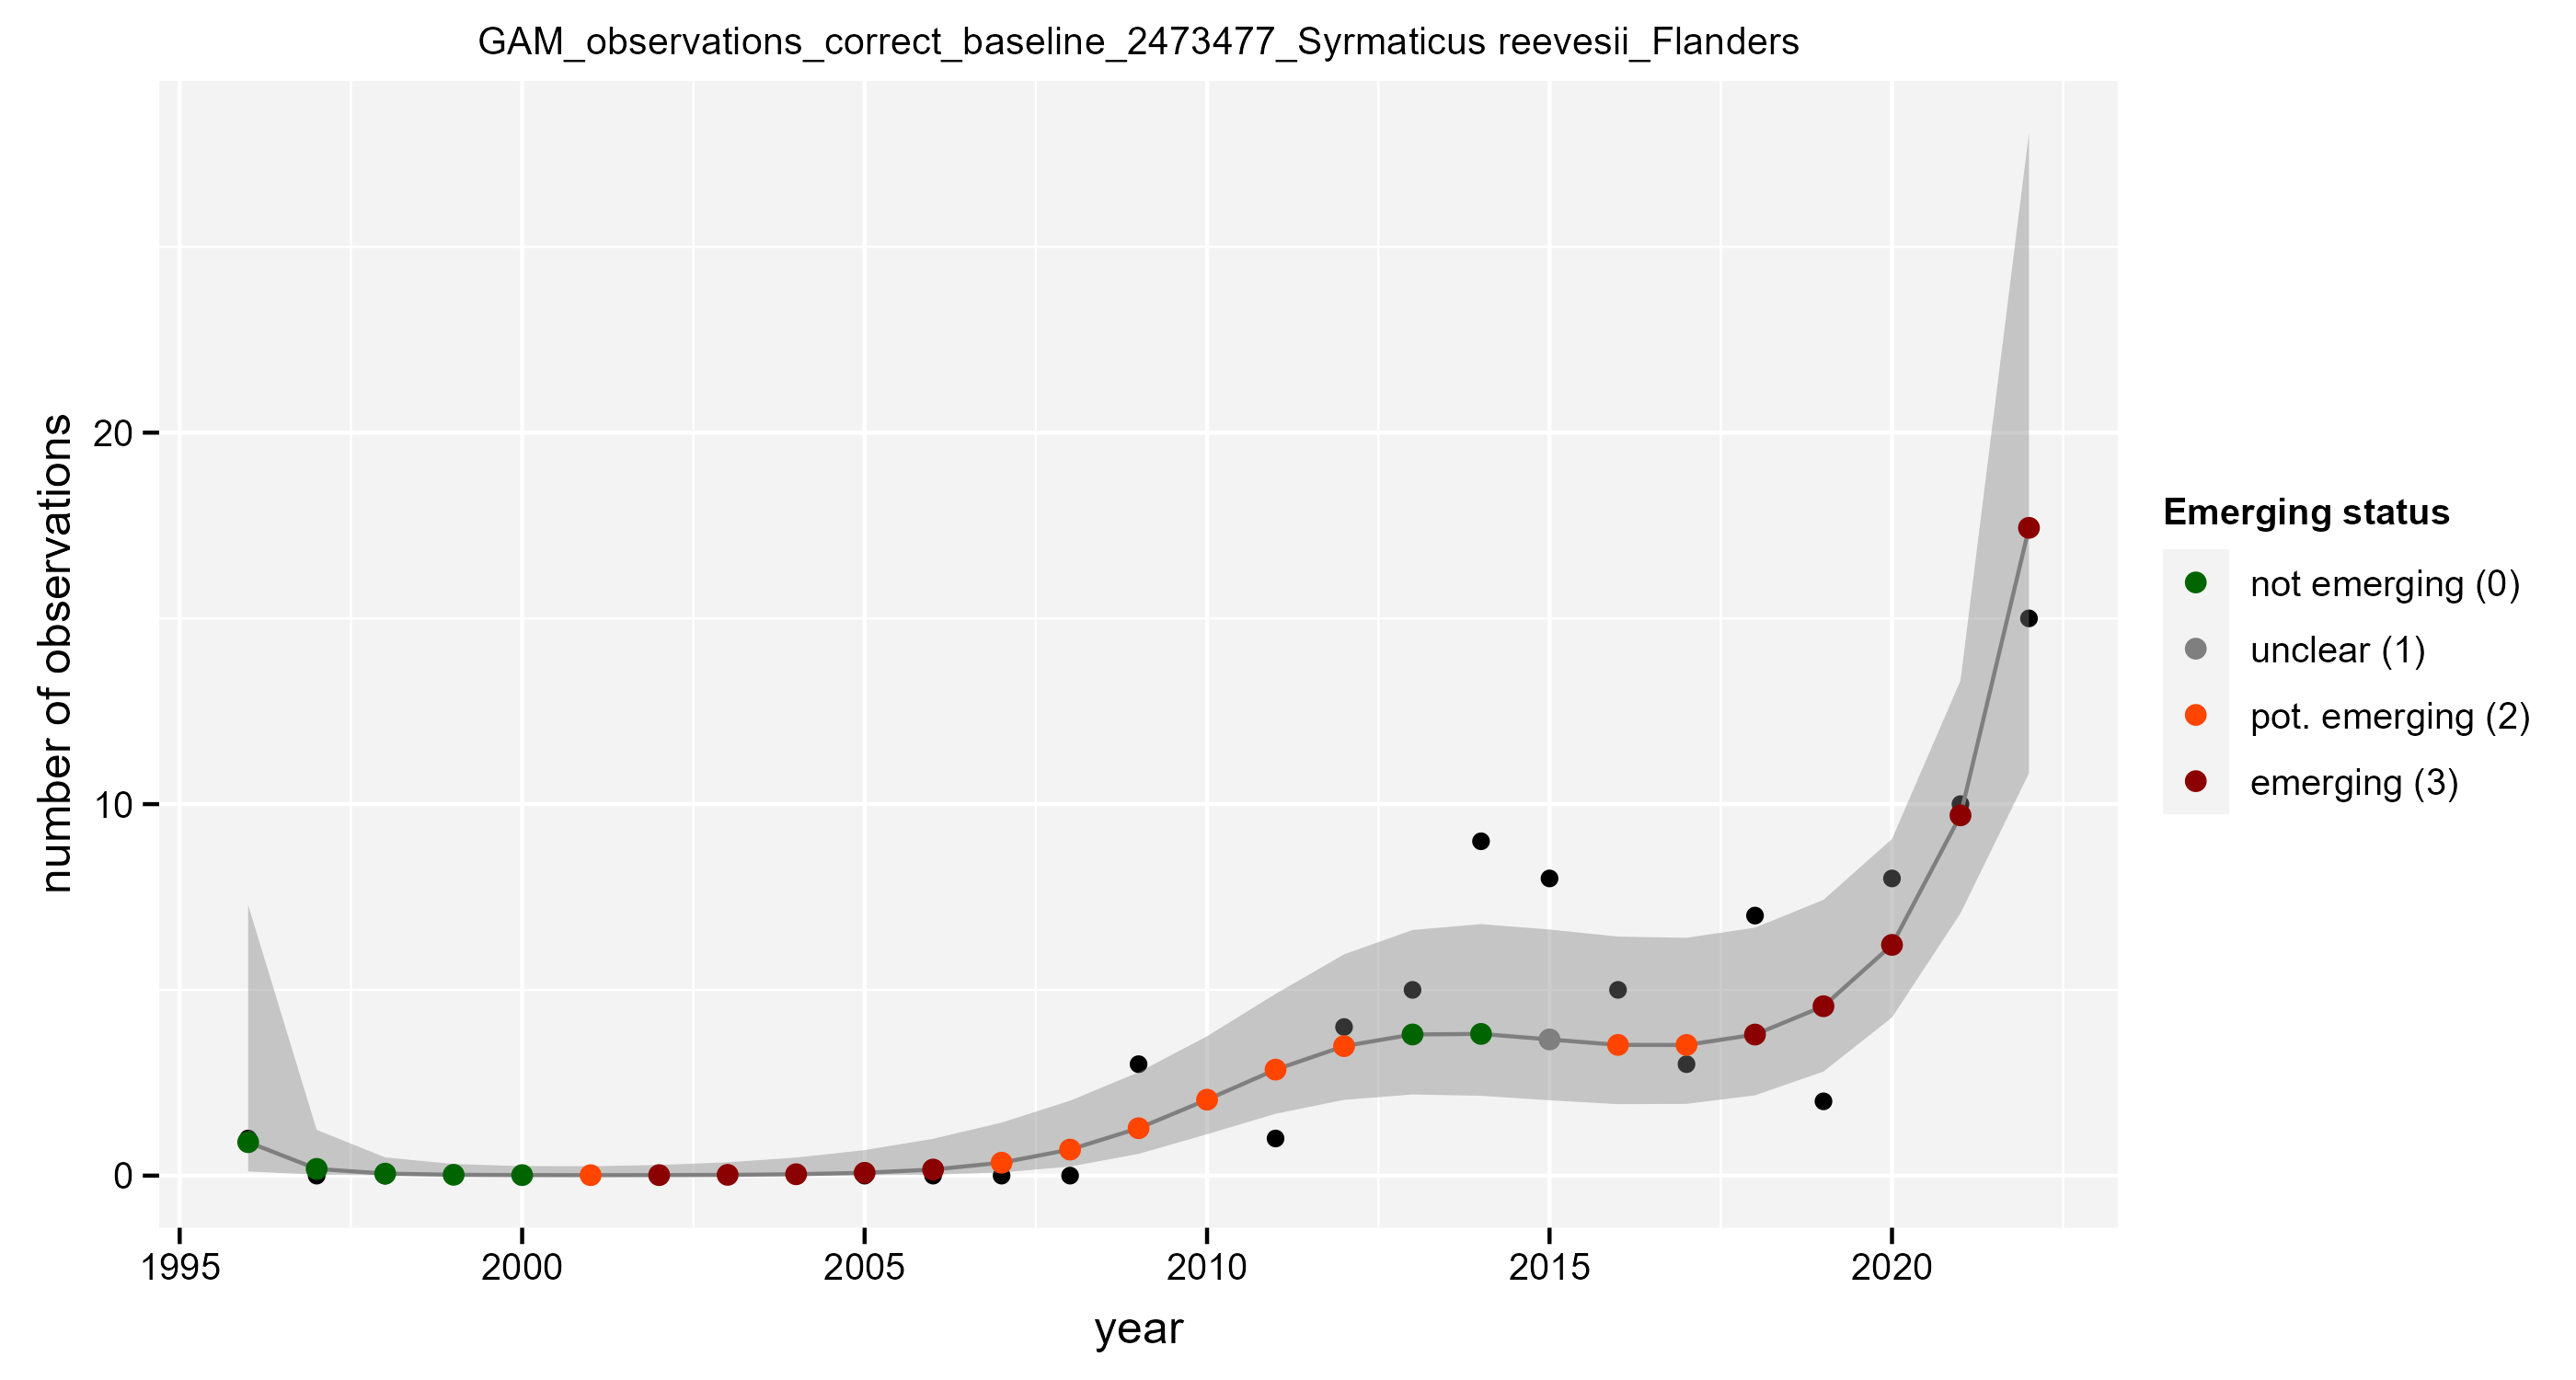 GAM_observations_correct_baseline_2473477_Syrmaticus reevesii_Flanders
number of observations
20
10
0
1995 2000 2005 2010 2015 2020
year
Emerging status
not emerging (0)
unclear (1)
pot. emerging (2)
emerging (3)